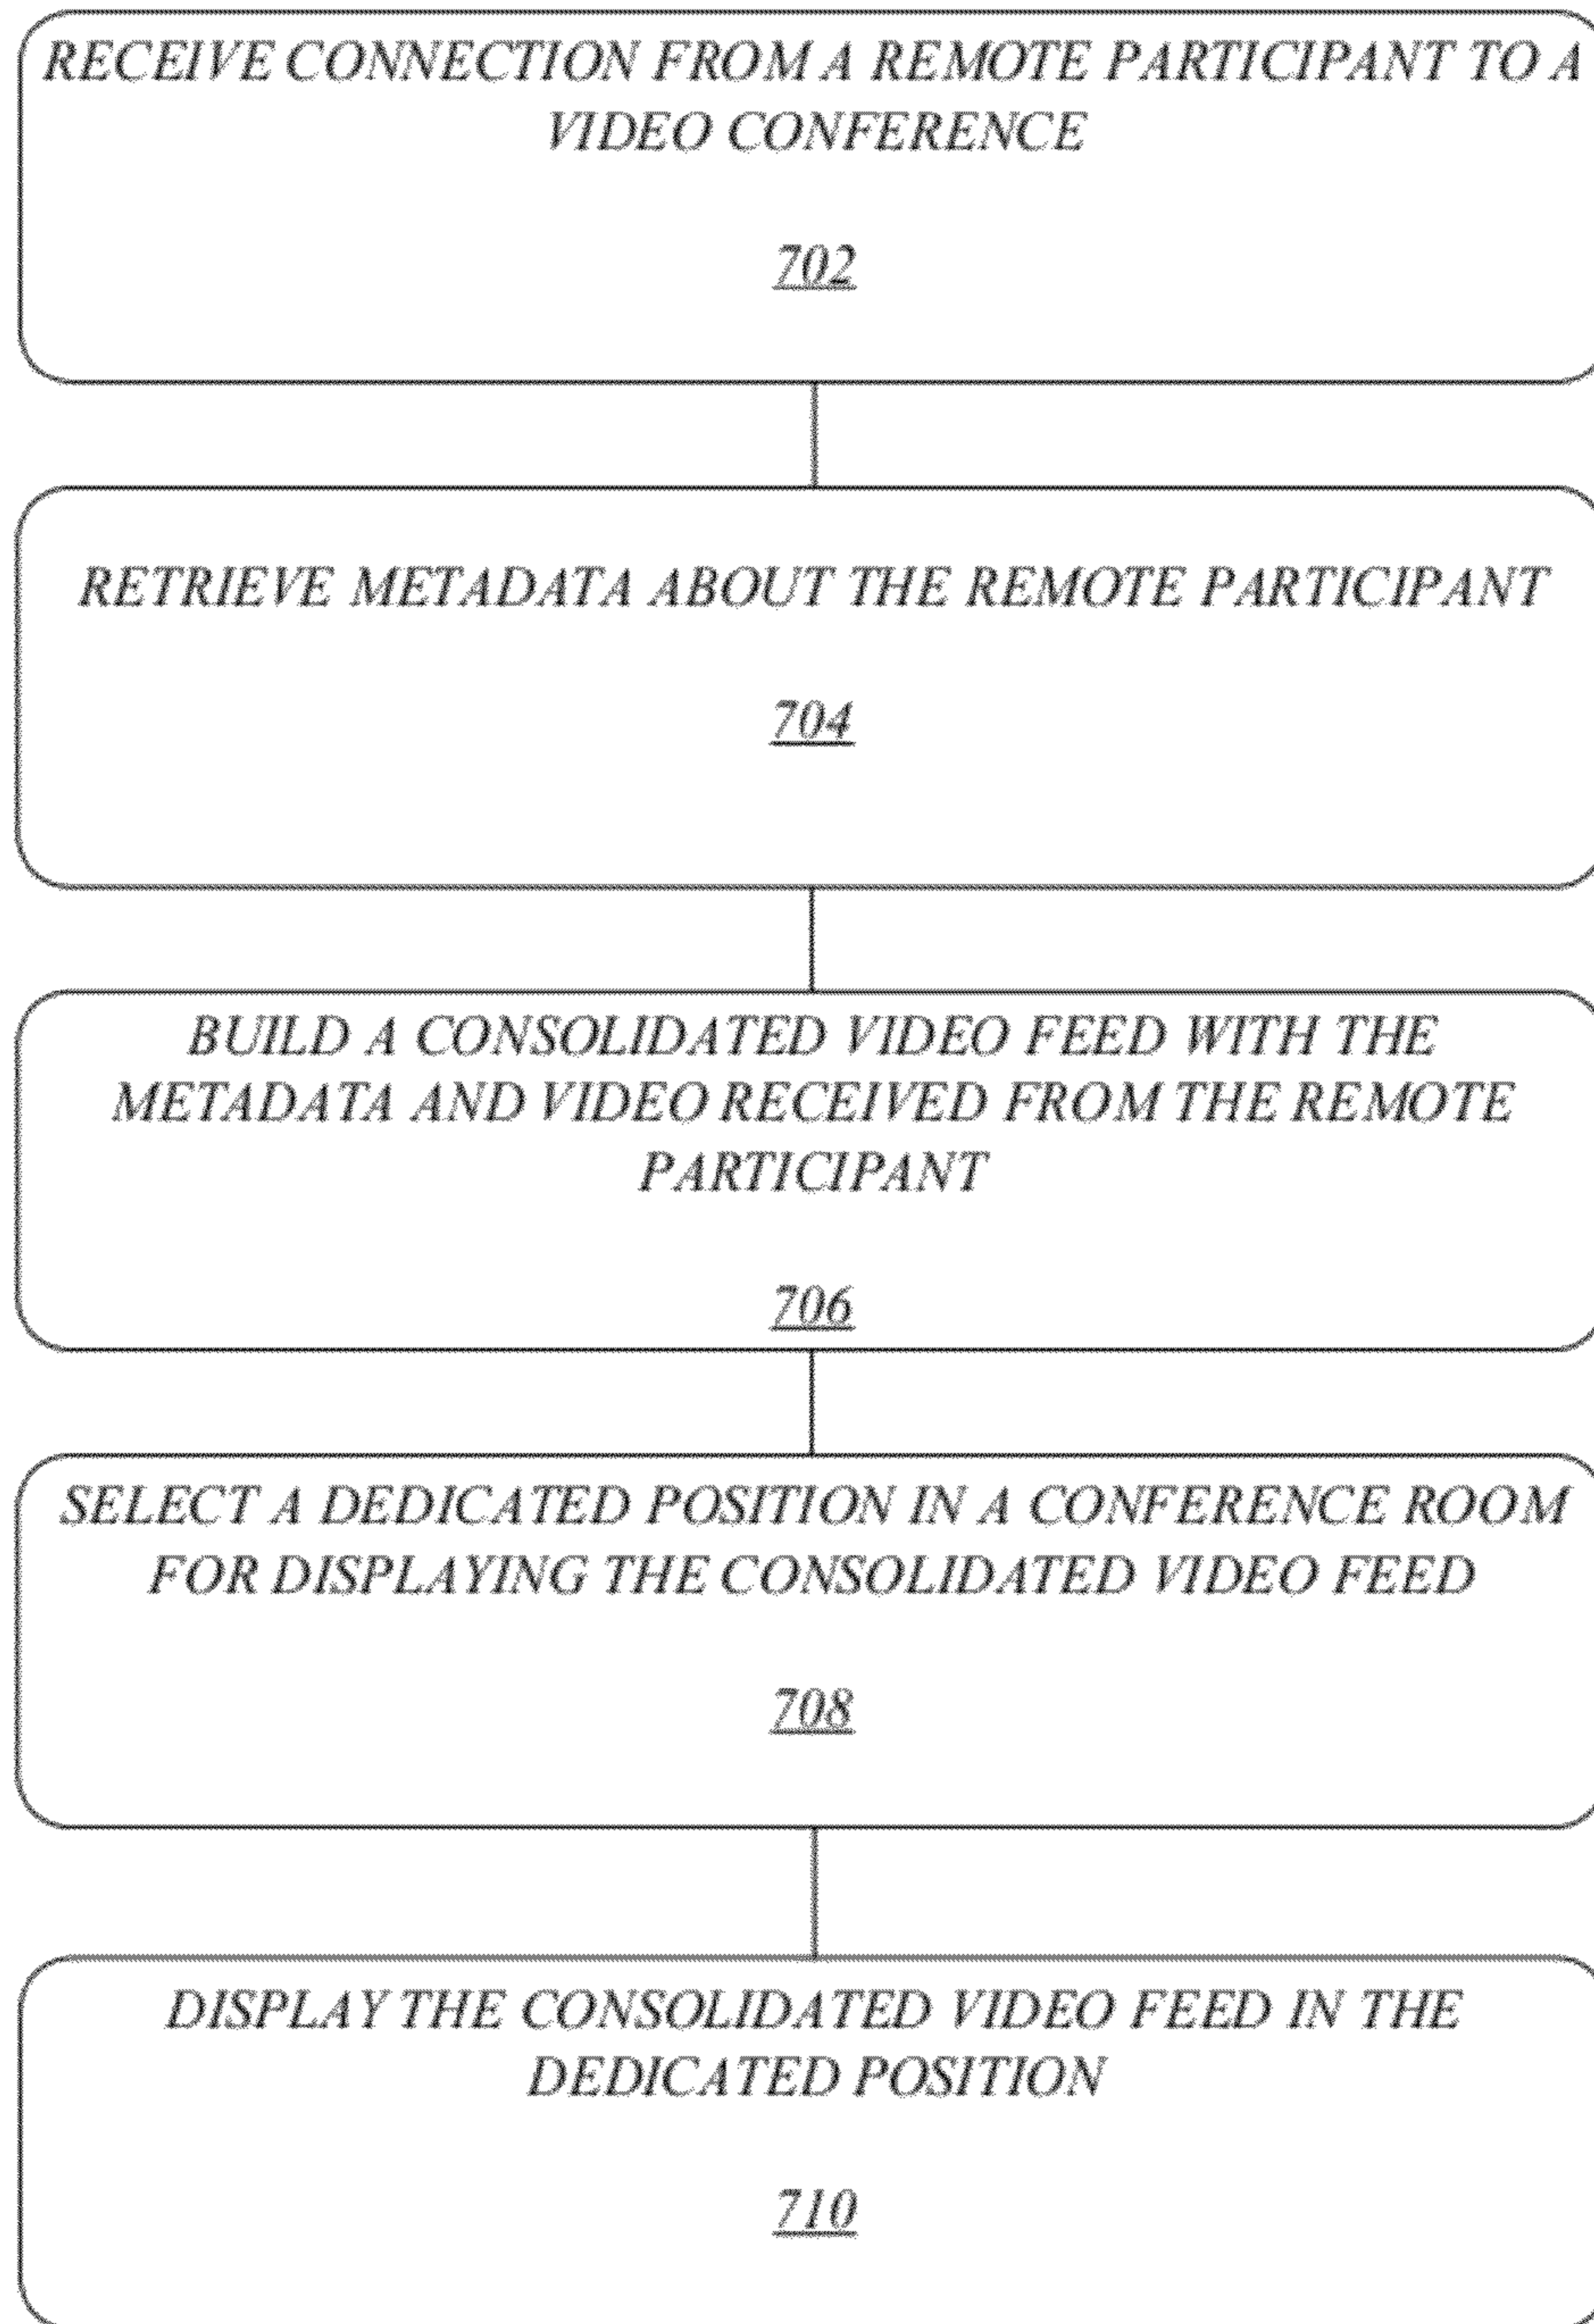 RECEIVE CONNECTION FROM A REMOTE PARTICIPANT TO A
VIDEO CONFERENCE
702
RETRIEVE METADATA ABOUT THE REMOTE PARTICIPANT
704
BUILD A CONSOLIDATED VIDEO FEED WITH THE
METADATA AND VIDEO RECEIVED FROM THE REMOTE
PARTICIPANT
706
SELECT A DEDICATED POSITION IN A CONFERENCE ROOM
FOR DISPLAYING THE CONSOLIDATED VIDEO FEED
708
DISPLAY THE CONSOLIDATED VIDEO FEED IN THE
DEDICATED POSITION
710